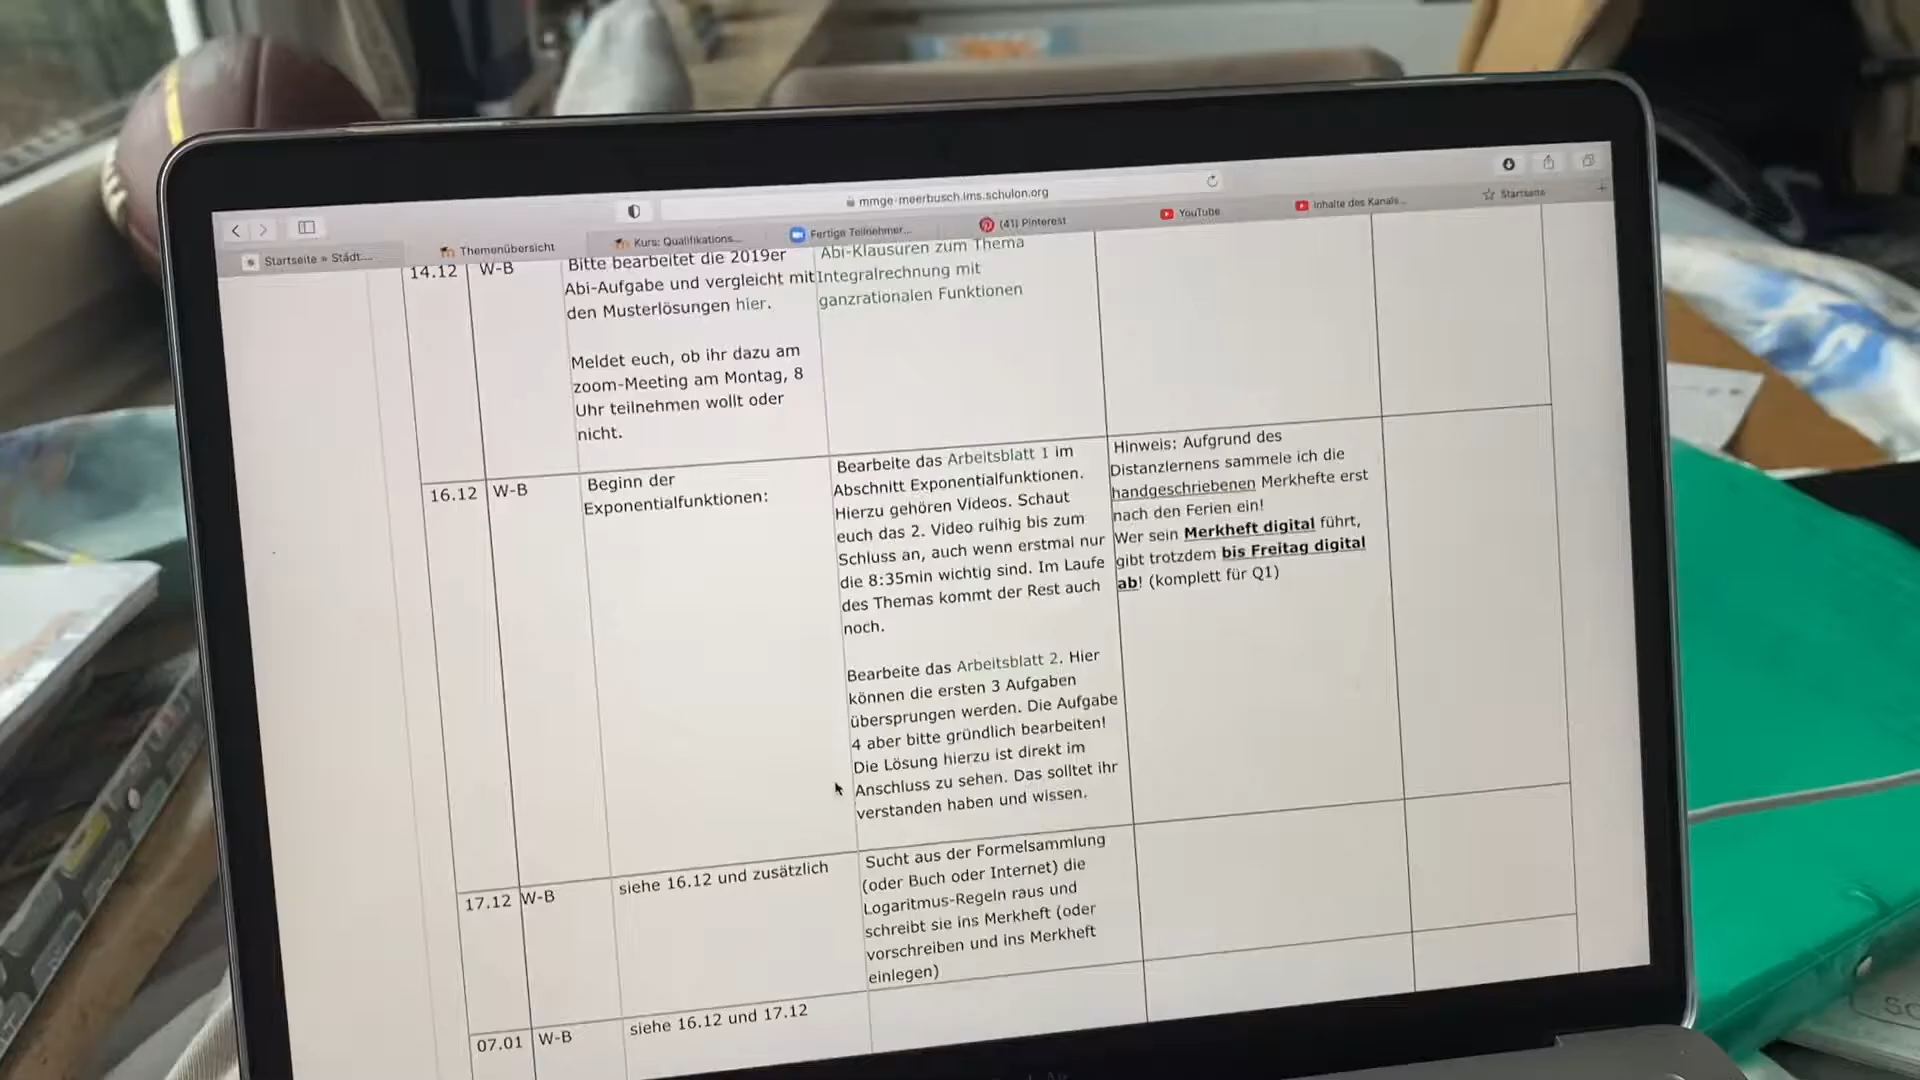 mmge-meerbusch.lms.schulon.org
Startseite » Städt....
Themenübersicht
Kurs: Qualifikations...
Fertige Teilnehmer...
(41) Pinterest
YouTube
Inhalte des Kanals...
Startseite
14.12
W-B
Bitte bearbeitet die 2019er
Abi-Aufgabe und vergleicht mit
den Musterlösungen hier.
Meldet euch, ob ihr dazu am
zoom-Meeting am Montag, 8
Uhr teilnehmen wollt oder
nicht.
Abi-Klausuren zum Thema
Integralrechnung mit
ganzrationalen Funktionen
16.12
W-B
Beginn der
Exponentialfunktionen:
Bearbeite das Arbeitsblatt 1 im
Abschnitt Exponentialfunktionen.
Hierzu gehören Videos. Schaut
euch das 2. Video ruihig bis zum
Schluss an, auch wenn erstmal nur
die 8:35min wichtig sind. Im Laufe
des Themas kommt der Rest auch
noch.
Bearbeite das Arbeitsblatt 2. Hier
können die ersten 3 Aufgaben
übersprungen werden. Die Aufgabe
4 aber bitte gründlich bearbeiten!
Die Lösung hierzu ist direkt im
Anschluss zu sehen. Das solltet ihr
verstanden haben und wissen.
Hinweis: Aufgrund des
Distanzlernens sammele ich die
handgeschriebenen Merkhefte erst
nach den Ferien ein!
Wer sein Merkheft digital führt,
gibt trotzdem bis Freitag digital
ab! (komplett für Q1)
17.12
W-B
siehe 16.12 und zusätzlich
Sucht aus der Formelsammlung
(oder Buch oder Internet) die
Logaritmus-Regeln raus und
schreibt sie ins Merkheft (oder
vorschreiben und ins Merkheft
einlegen)
07.01
W-B
siehe 16.12 und 17.12